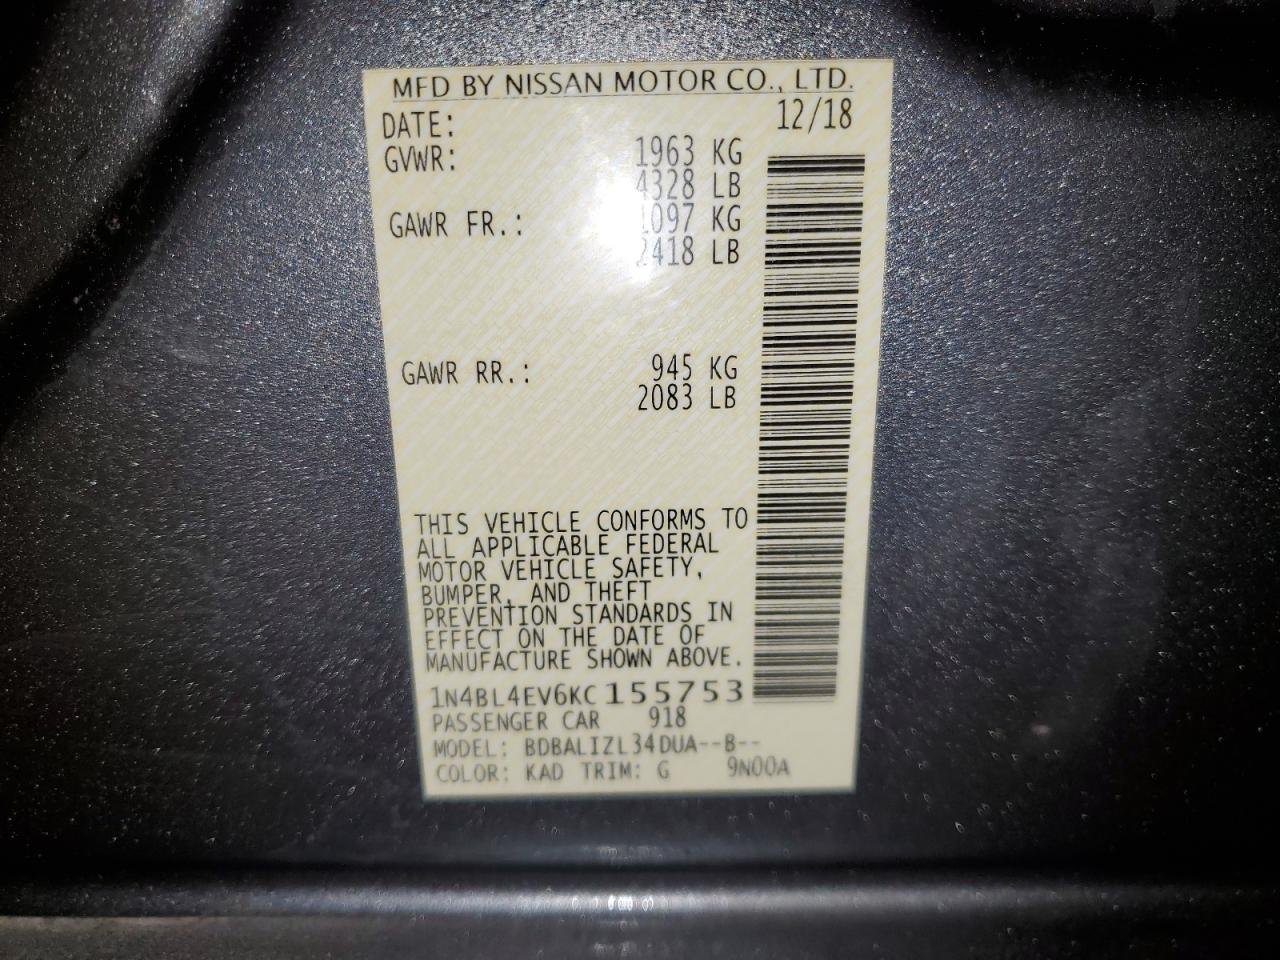 MFD BY NISSAN MOTOR CO., LTD.
DATE: 12/18
GVWR: 1963 KG
4328 LB
GAWR FR.: 1097 KG
2418 LB
GAWR RR.: 945 KG
2083 LB
THIS VEHICLE CONFORMS TO
ALL APPLICABLE FEDERAL
MOTOR VEHICLE SAFETY,
BUMPER, AND THEFT
PREVENTION STANDARDS IN
EFFECT ON THE DATE OF
MANUFACTURE SHOWN ABOVE.
1N4BL4EV6KC155753
PASSENGER CAR 918
MODEL: BDBALIZL34DUA--B--
COLOR: KAD TRIM: G 9N00A